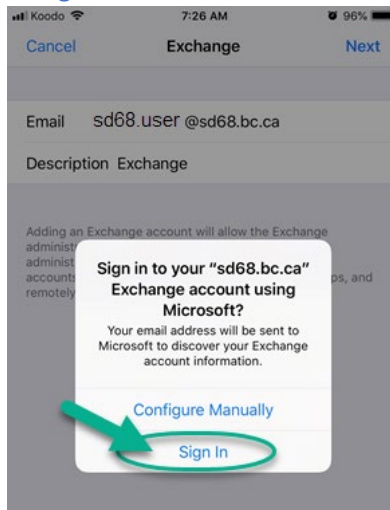 Koodo 7:26 AM 96%
Cancel Exchange Next
Email sd68.user @sd68.bc.ca
Description Exchange
Adding an Exchange account will allow the Exchange
administ
administ
accounts ps, and
remotely
Sign in to your “sd68.bc.ca”
Exchange account using
Microsoft?
Your email address will be sent to
Microsoft to discover your Exchange
account information.
Configure Manually
Sign In